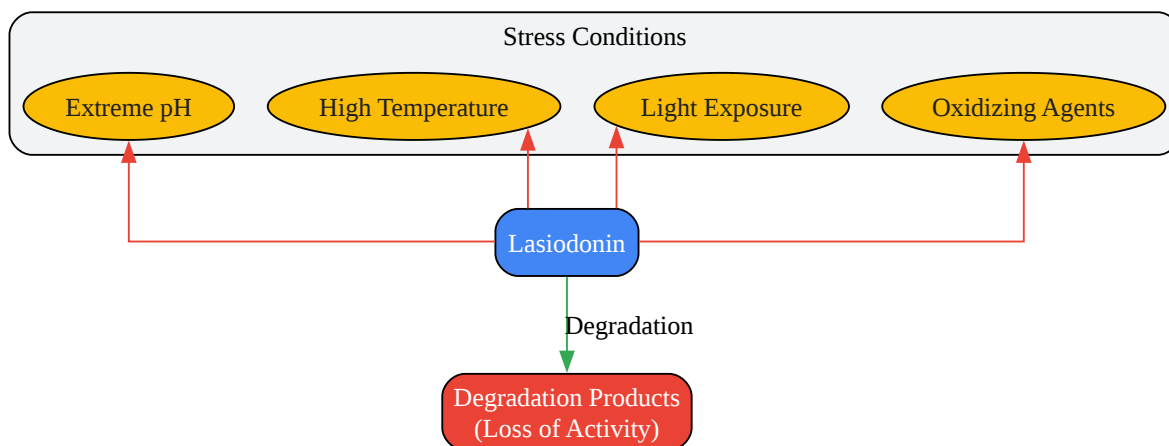 Stress Conditions
Extreme pH
High Temperature
Light Exposure
Oxidizing Agents
Lasiodonin
Degradation
Degradation Products
(Loss of Activity)